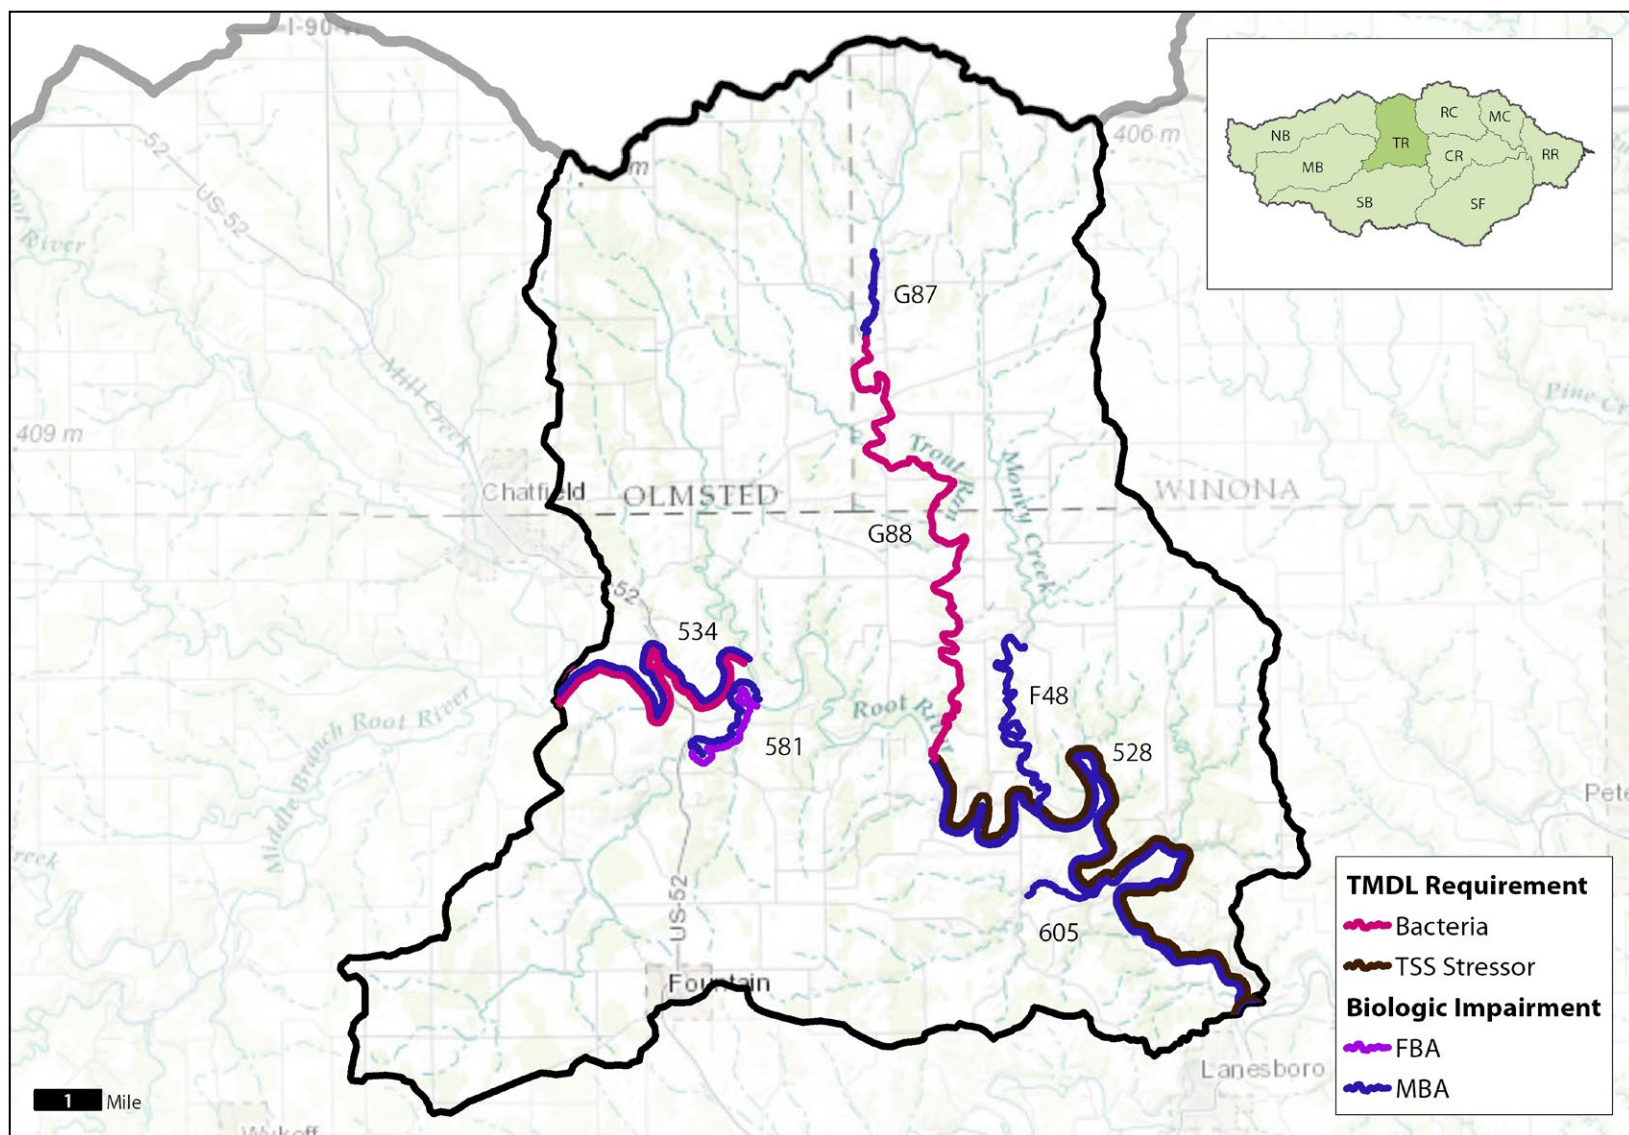 I-90-W
406 m
m
52
US-52
oot River
Mill Creek
409 m
Chatfield
OLMSTED
WINONA
Pine Cr
Trout Run
Money Creek
52
Root River
Middle Branch Root River
reek
US-52
Fountain
Lanesboro
Pete
Wykoff
G87
G88
534
581
F48
528
605
NB
MB
TR
RC
MC
CR
RR
SB
SF
TMDL Requirement
Bacteria
TSS Stressor
Biologic Impairment
FBA
MBA
1 Mile